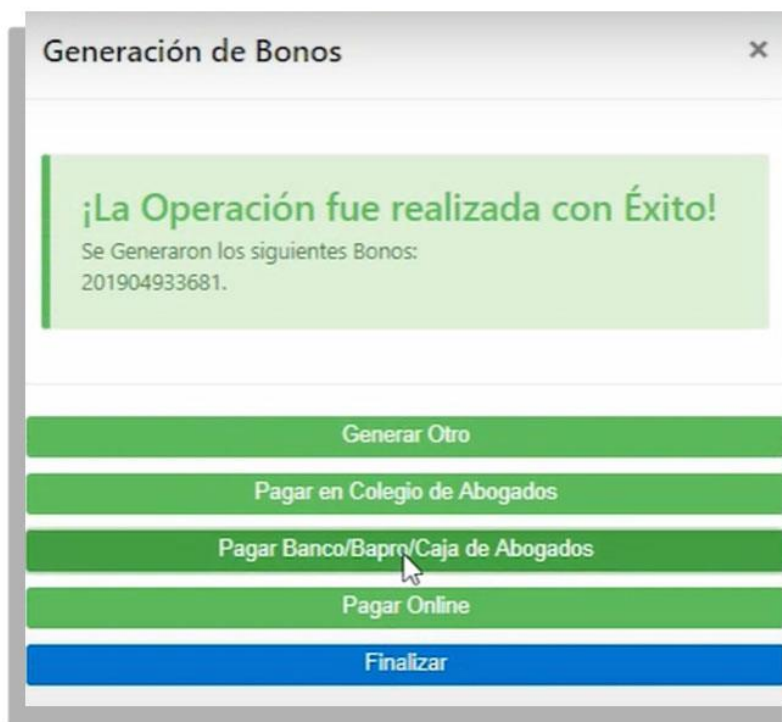 Generación de Bonos ×
¡La Operación fue realizada con Éxito!
Se Generaron los siguientes Bonos:
201904933681.
Generar Otro
Pagar en Colegio de Abogados
Pagar Banco/Bapro/Caja de Abogados
Pagar Online
Finalizar